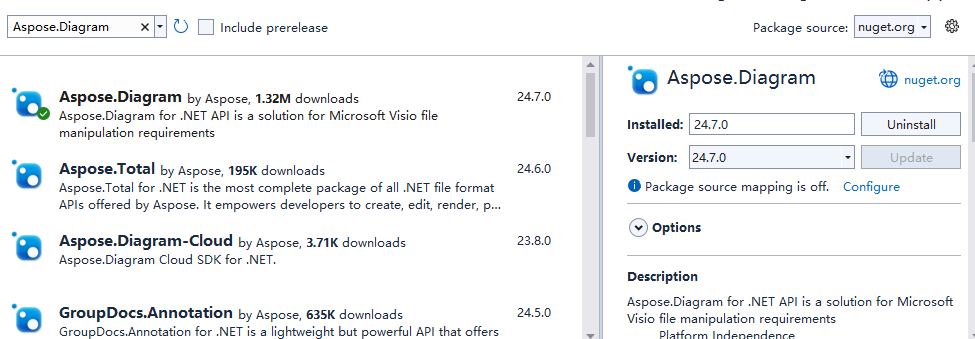 Aspose.Diagram
Include prerelease
Package source: nuget.org
Aspose.Diagram by Aspose, 1.32M downloads 24.7.0
Aspose.Diagram for .NET API is a solution for Microsoft Visio file
manipulation requirements
Aspose.Total by Aspose, 195K downloads 24.6.0
Aspose.Total for .NET is the most complete package of all .NET file format
APIs offered by Aspose. It empowers developers to create, edit, render, p...
Aspose.Diagram-Cloud by Aspose, 3.71K downloads 23.8.0
Aspose.Diagram Cloud SDK for .NET.
GroupDocs.Annotation by Aspose, 635K downloads 24.5.0
GroupDocs.Annotation for .NET is a lightweight but powerful API that offers
Aspose.Diagram nuget.org
Installed: 24.7.0 Uninstall
Version: 24.7.0 Update
Package source mapping is off. Configure
Options
Description
Aspose.Diagram for .NET API is a solution for Microsoft
Visio file manipulation requirements
Platform Independence